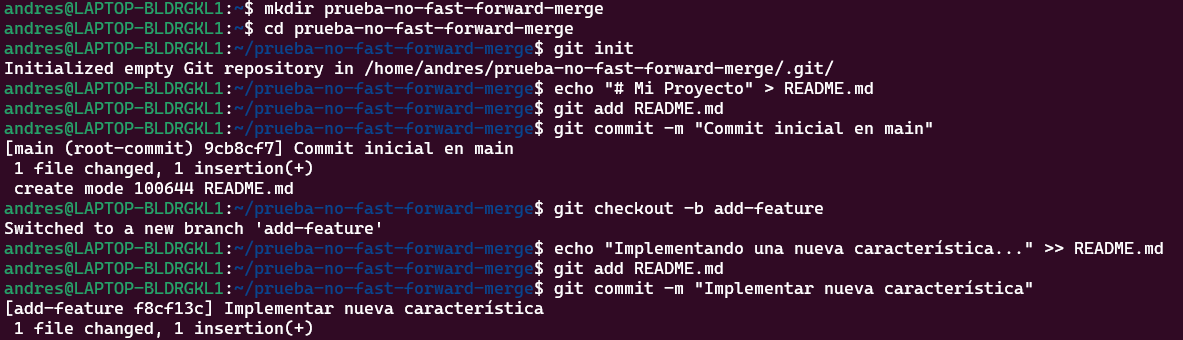 andres@LAPTOP-BLDRGKL1:~$ mkdir prueba-no-fast-forward-merge
andres@LAPTOP-BLDRGKL1:~$ cd prueba-no-fast-forward-merge
andres@LAPTOP-BLDRGKL1:~/prueba-no-fast-forward-merge$ git init
Initialized empty Git repository in /home/andres/prueba-no-fast-forward-merge/.git/
andres@LAPTOP-BLDRGKL1:~/prueba-no-fast-forward-merge$ echo "# Mi Proyecto" > README.md
andres@LAPTOP-BLDRGKL1:~/prueba-no-fast-forward-merge$ git add README.md
andres@LAPTOP-BLDRGKL1:~/prueba-no-fast-forward-merge$ git commit -m "Commit inicial en main"
[main (root-commit) 9cb8cf7] Commit inicial en main
 1 file changed, 1 insertion(+)
 create mode 100644 README.md
andres@LAPTOP-BLDRGKL1:~/prueba-no-fast-forward-merge$ git checkout -b add-feature
Switched to a new branch 'add-feature'
andres@LAPTOP-BLDRGKL1:~/prueba-no-fast-forward-merge$ echo "Implementando una nueva característica..." >> README.md
andres@LAPTOP-BLDRGKL1:~/prueba-no-fast-forward-merge$ git add README.md
andres@LAPTOP-BLDRGKL1:~/prueba-no-fast-forward-merge$ git commit -m "Implementar nueva característica"
[add-feature f8cf13c] Implementar nueva característica
 1 file changed, 1 insertion(+)